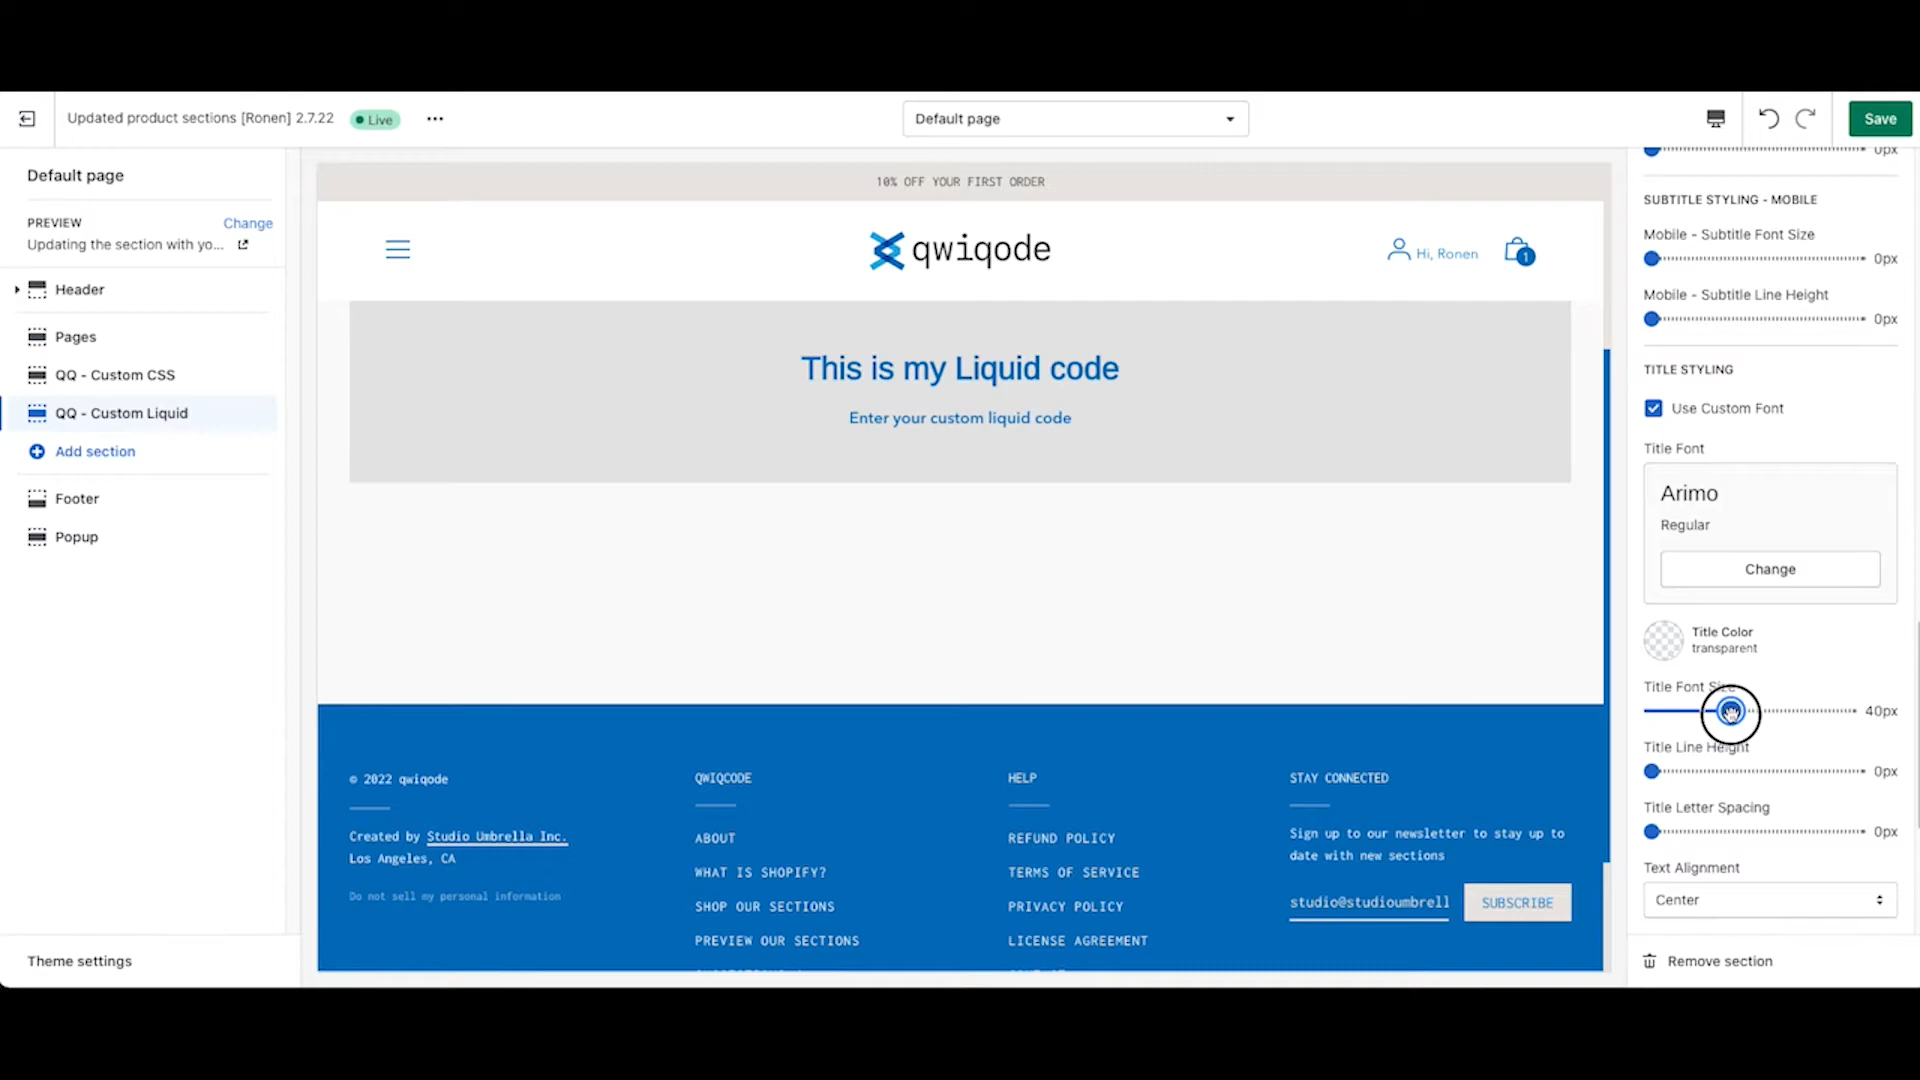 Updated product sections [Ronen] 2.7.22
Live
Default page
Save
Default page
PREVIEW
Change
Updating the section with yo...
Header
Pages
QQ - Custom CSS
QQ - Custom Liquid
Add section
Footer
Popup
Theme settings
10% OFF YOUR FIRST ORDER
qwiqode
Hi, Ronen
1
This is my Liquid code
Enter your custom liquid code
© 2022 qwiqode
Created by Studio Umbrella Inc.
Los Angeles, CA
Do not sell my personal information
QWIQCODE
ABOUT
WHAT IS SHOPIFY?
SHOP OUR SECTIONS
PREVIEW OUR SECTIONS
HELP
REFUND POLICY
TERMS OF SERVICE
PRIVACY POLICY
LICENSE AGREEMENT
STAY CONNECTED
Sign up to our newsletter to stay up to
date with new sections
studio@studioumbrell
SUBSCRIBE
0px
SUBTITLE STYLING - MOBILE
Mobile - Subtitle Font Size
0px
Mobile - Subtitle Line Height
0px
TITLE STYLING
Use Custom Font
Title Font
Arimo
Regular
Change
Title Color
transparent
Title Font Size
40px
Title Line Height
0px
Title Letter Spacing
0px
Text Alignment
Center
Remove section